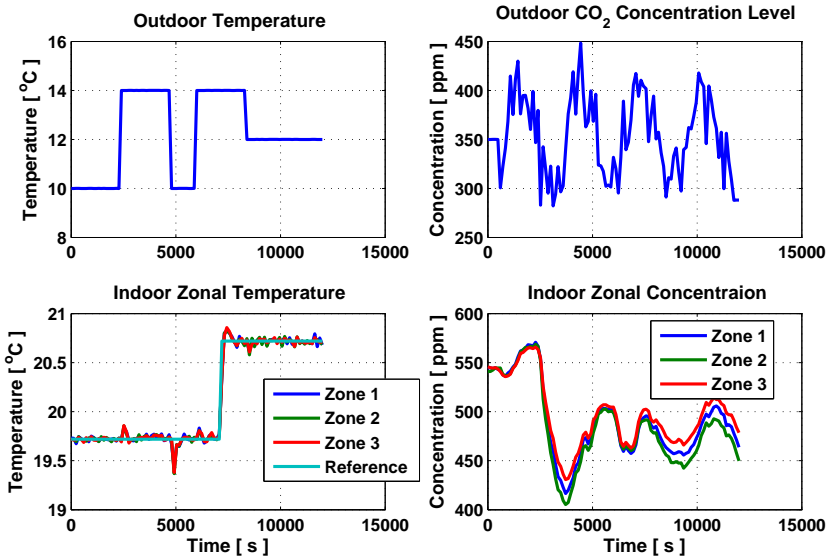 Outdoor Temperature
Temperature [ °C]
16
14
12
10
8
0
5000
10000
15000
Outdoor CO₂ Concentration Level
Concentration [ ppm]
450
400
350
300
250
0
5000
10000
15000
Indoor Zonal Temperature
Temperature [ °C]
21
20.5
20
19.5
19
0
5000
10000
15000
Time [ s ]
Zone 1
Zone 2
Zone 3
Reference
Indoor Zonal Concentraion
Concentration [ ppm]
600
550
500
450
400
0
5000
10000
15000
Time [ s ]
Zone 1
Zone 2
Zone 3